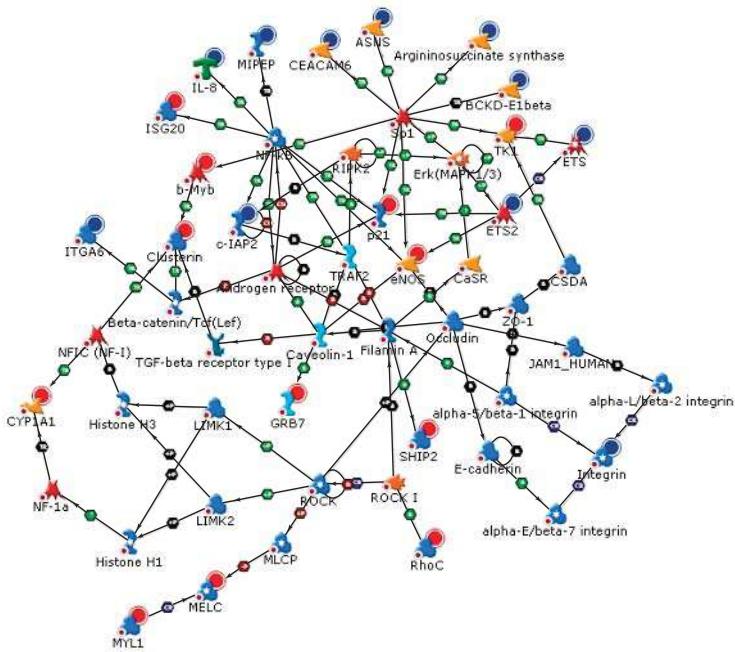 ASNS
MIPEP
CEACAM6
Argininosuccinate synthase
IL-8
BCKD-E1beta
ISG20
Sp1
NF-kB
TK1
ETS
RIPK2
Erk(MAPK1/3)
b-Myb
p21
ETS2
ITGA6
c-IAP2
Clusterin
TRAF2
eNOS
CaSR
CSDA
Androgen receptor
Beta-catenin/Tcf(Lef)
ZO-1
NFIC (NF-I)
TGF-beta receptor type I
Caveolin-1
Filamin A
Occludin
JAM1_HUMAN
CYP1A1
Histone H3
LIMK1
GRB7
alpha-5/beta-1 integrin
alpha-L/beta-2 integrin
SHIP2
E-cadherin
Integrin
NF-1a
LIMK2
ROCK
ROCK I
alpha-E/beta-7 integrin
Histone H1
MLCP
RhoC
MELC
MYL1